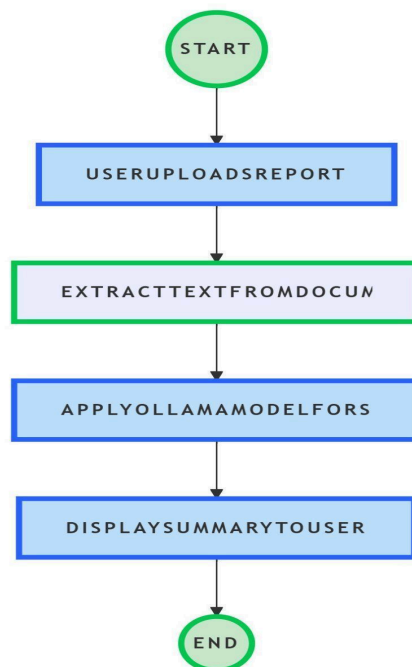 START
USERUPLOADSREPORT
EXTRACTTEXTFROMDOCUM
APPLYOLLAMAMODELFORS
DISPLAYSUMMARYTOUSER
END